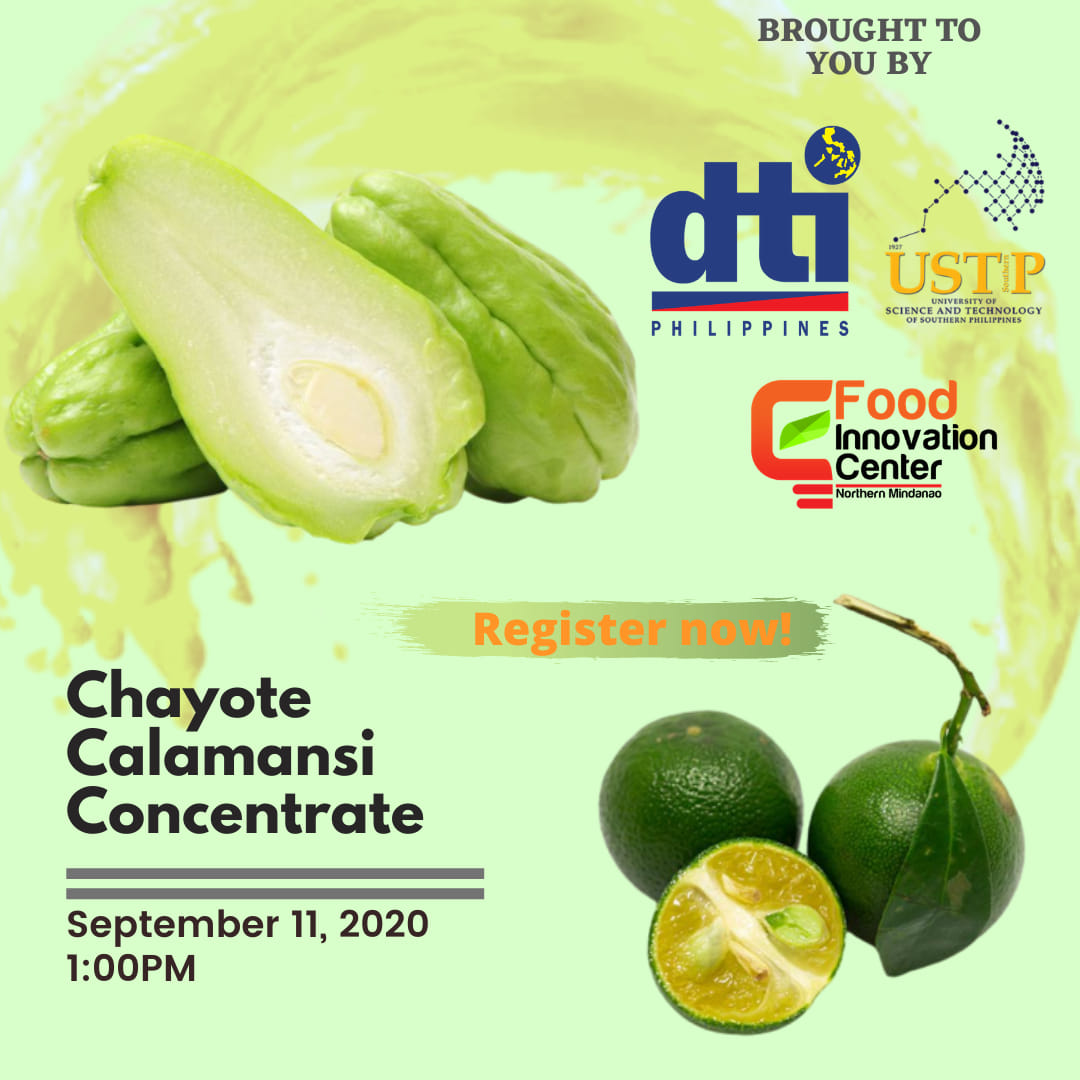 BROUGHT TO
YOU BY
dti
PHILIPPINES
1927
USTP
Southern
UNIVERSITY OF
SCIENCE AND TECHNOLOGY
OF SOUTHERN PHILIPPINES
Food
Innovation
Center
Northern Mindanao
Register now!
Chayote
Calamansi
Concentrate
September 11, 2020
1:00PM